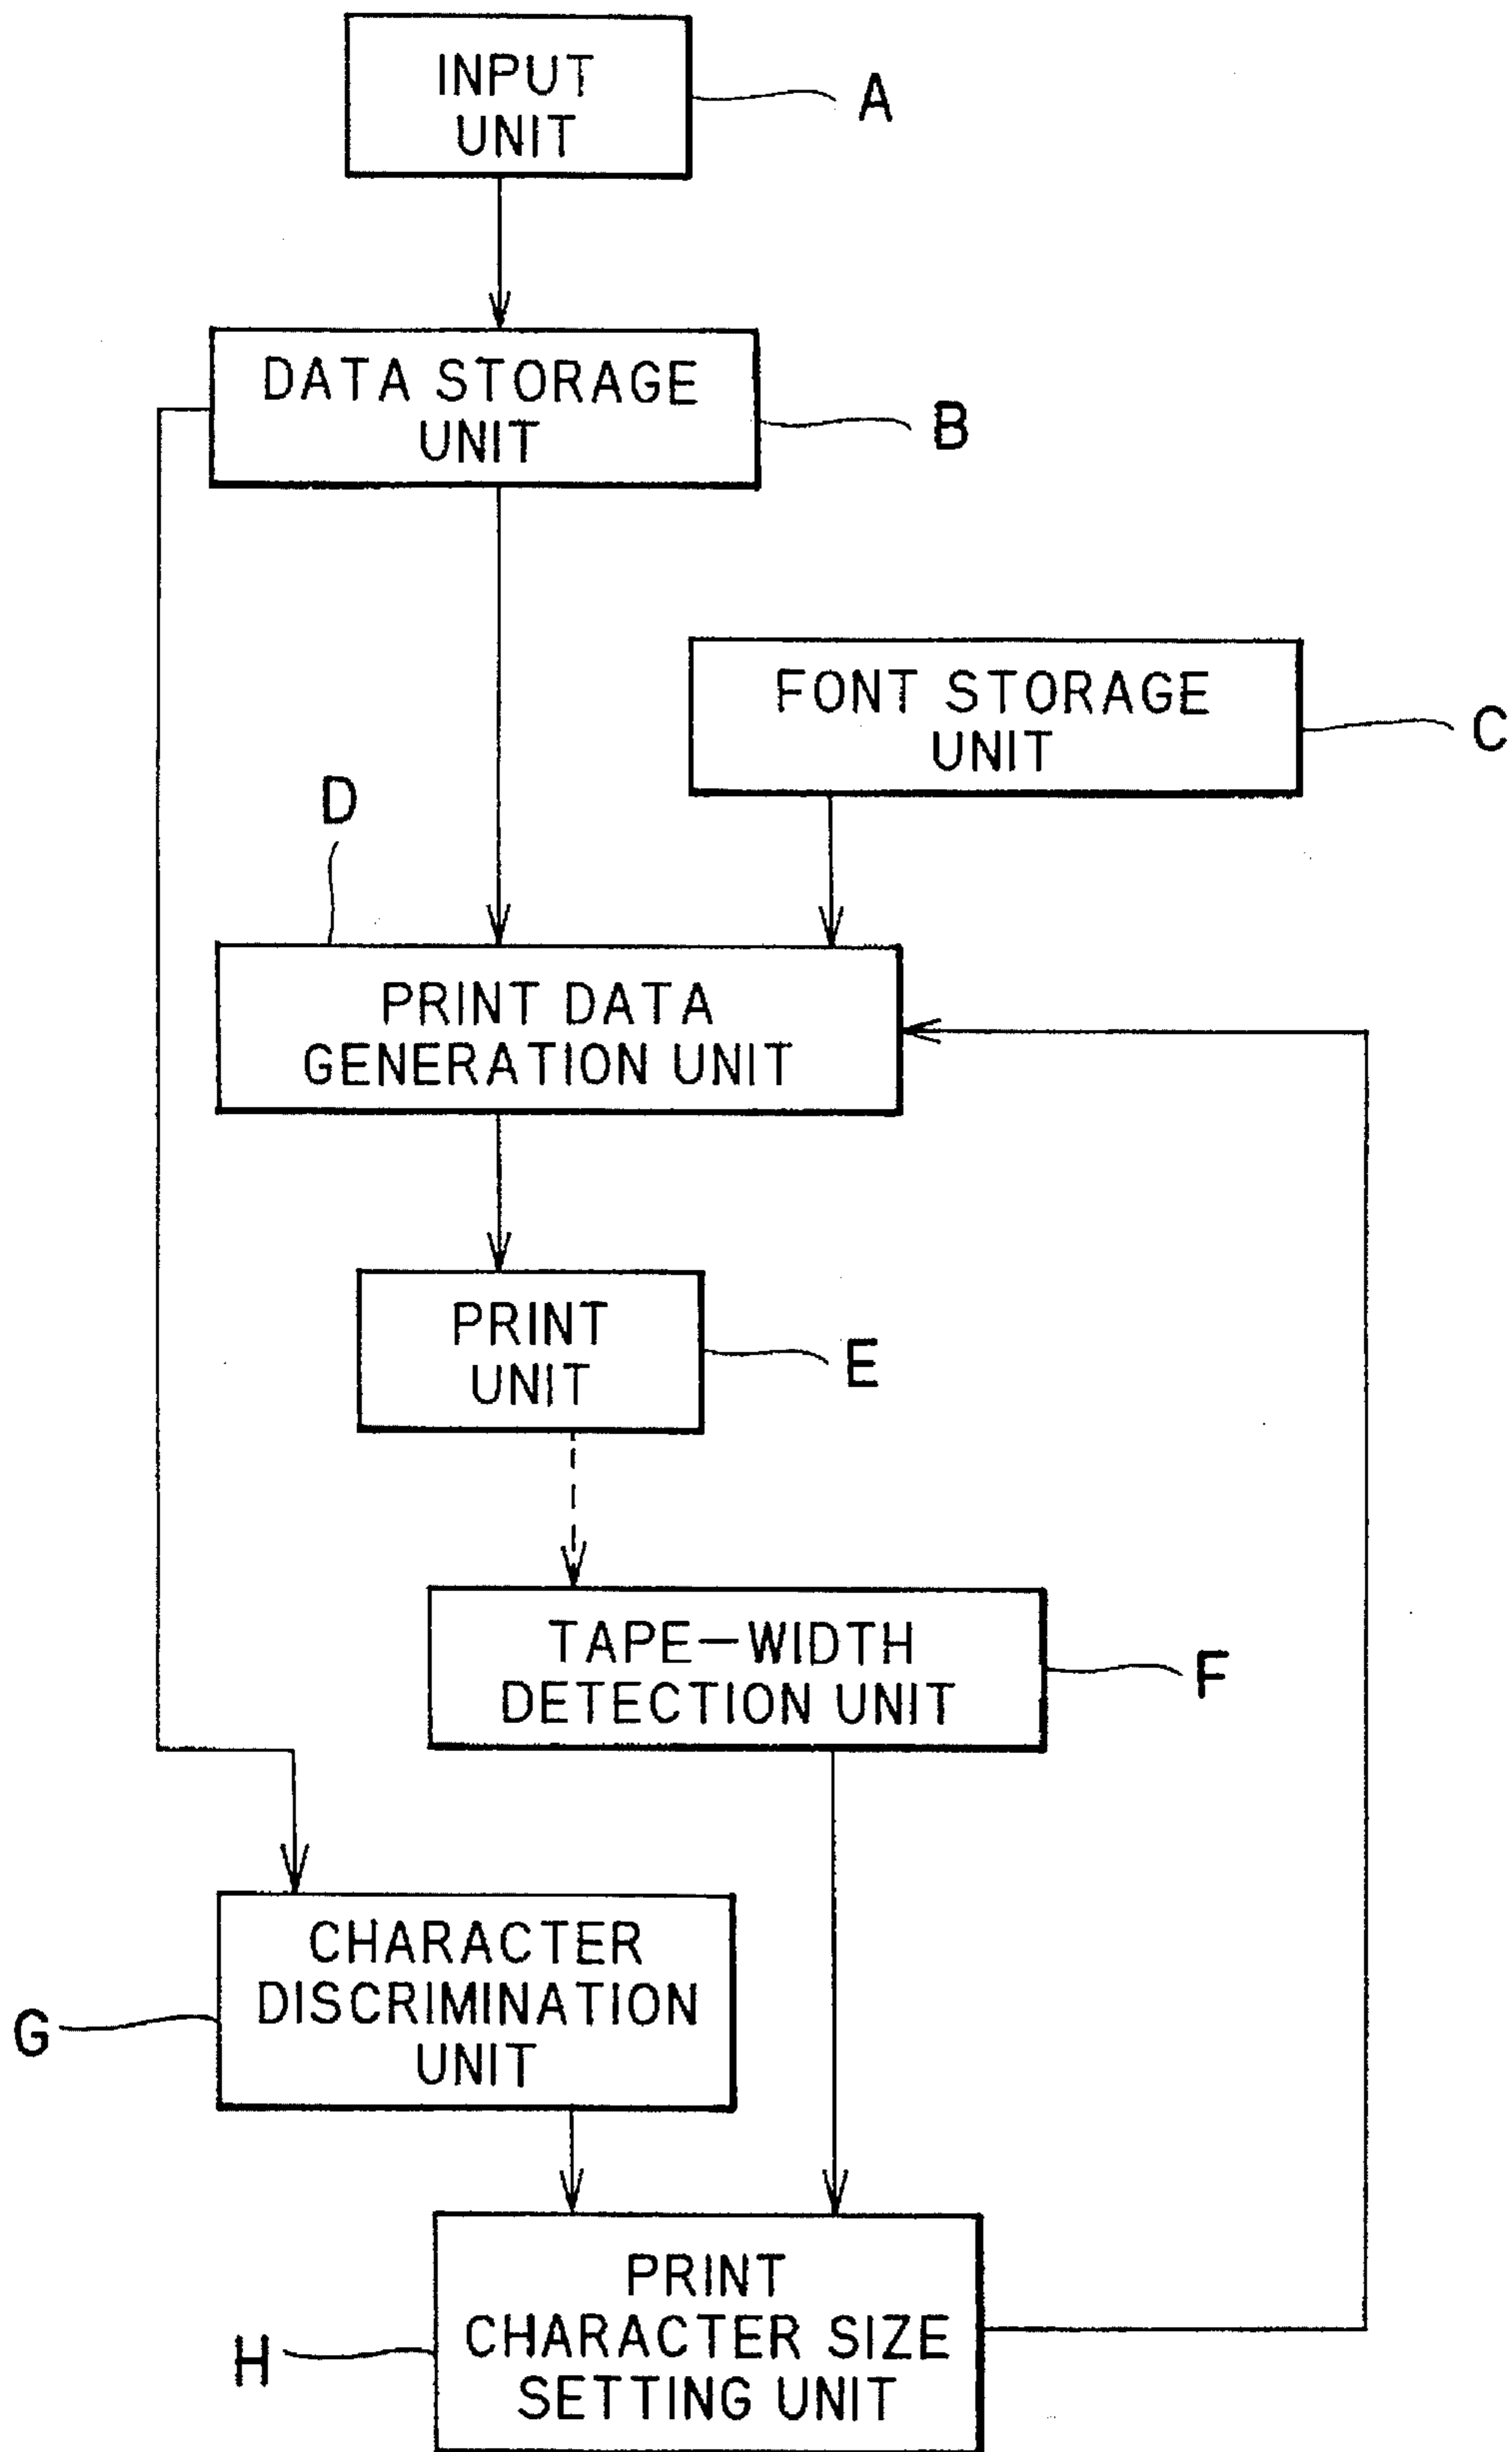 INPUT
UNIT
A
DATA STORAGE
UNIT
B
FONT STORAGE
UNIT
C
D
PRINT DATA
GENERATION UNIT
PRINT
UNIT
E
TAPE-WIDTH
DETECTION UNIT
F
CHARACTER
DISCRIMINATION
UNIT
G
PRINT
CHARACTER SIZE
SETTING UNIT
H